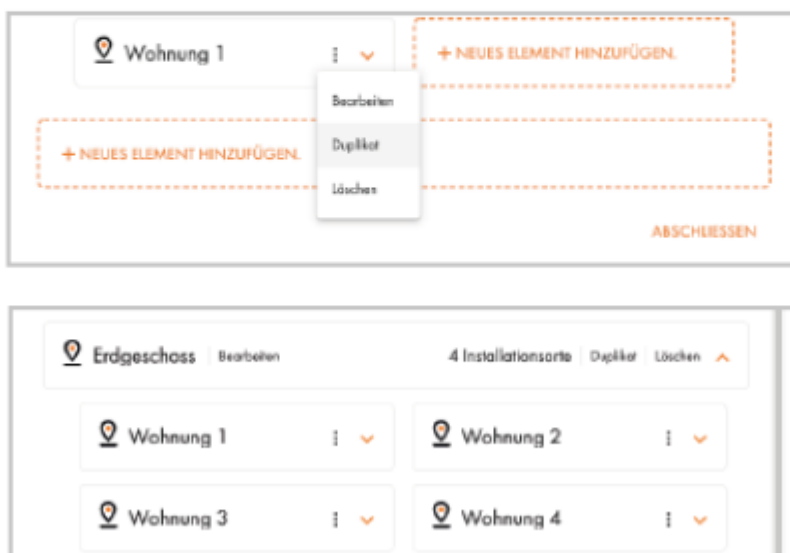 Wohnung 1
+ NEUES ELEMENT HINZUFÜGEN.
Bearbeiten
Duplikat
Löschen
+ NEUES ELEMENT HINZUFÜGEN.
ABSCHLIESSEN
Erdgeschoss Bearbeiten 4 Installationsorte Duplikat Löschen
Wohnung 1 Wohnung 2
Wohnung 3 Wohnung 4